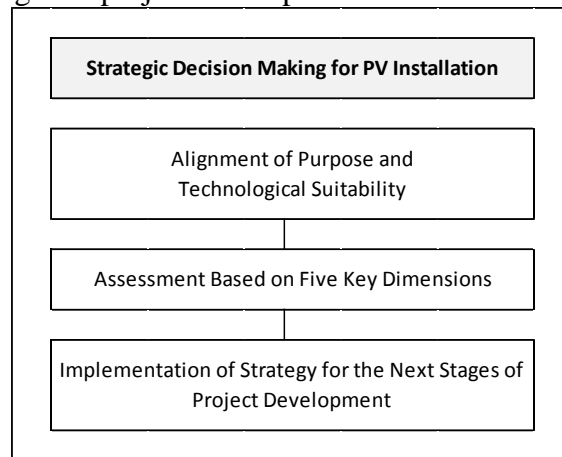 Strategic Decision Making for PV Installation
Alignment of Purpose and
Technological Suitability
Assessment Based on Five Key Dimensions
Implementation of Strategy for the Next Stages of
Project Development